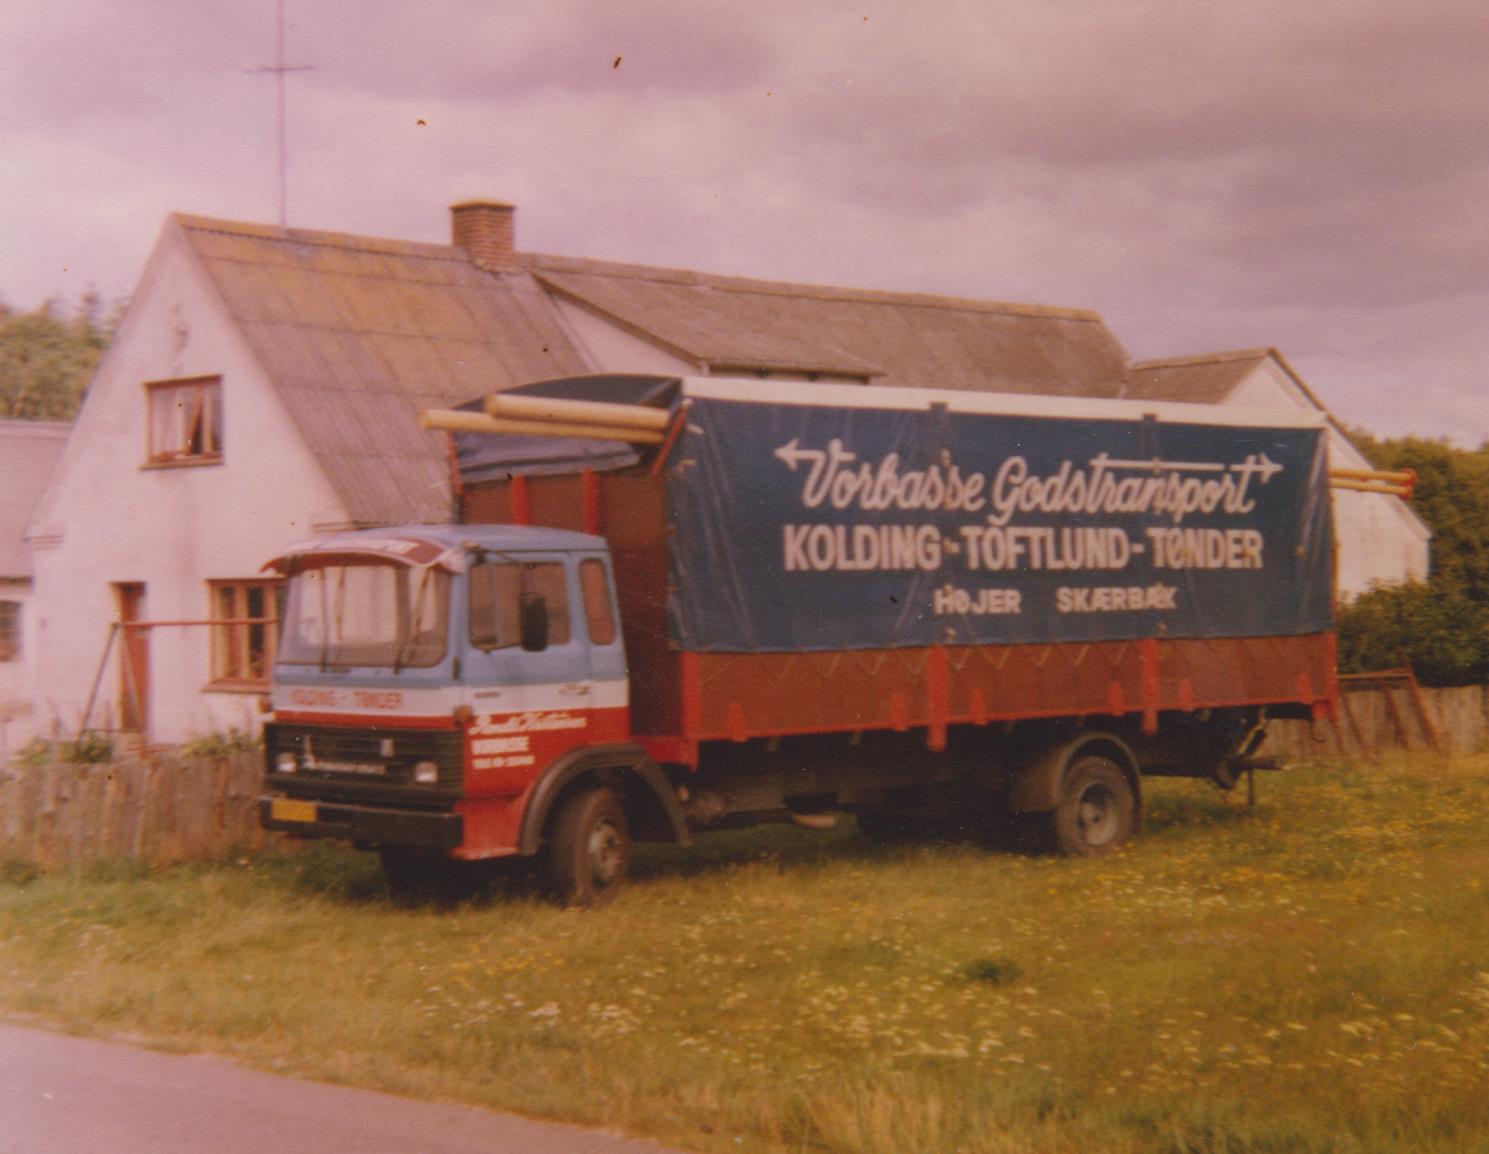 Vorbasse Godstransport
KOLDING - TOFTLUND - TØNDER
HØJER SKÆRBÆK
KOLDING - TØNDER
VORBASSE